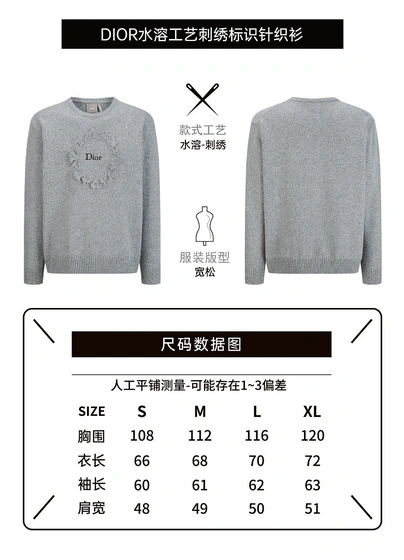 DIOR水溶工艺刺绣标识针织衫
款式工艺
水溶-刺绣
Dior
服装版型
宽松
尺码数据图
人工平铺测量-可能存在1~3偏差
SIZE S M L XL
胸围 108 112 116 120
衣长 66 68 70 72
袖长 60 61 62 63
肩宽 48 49 50 51